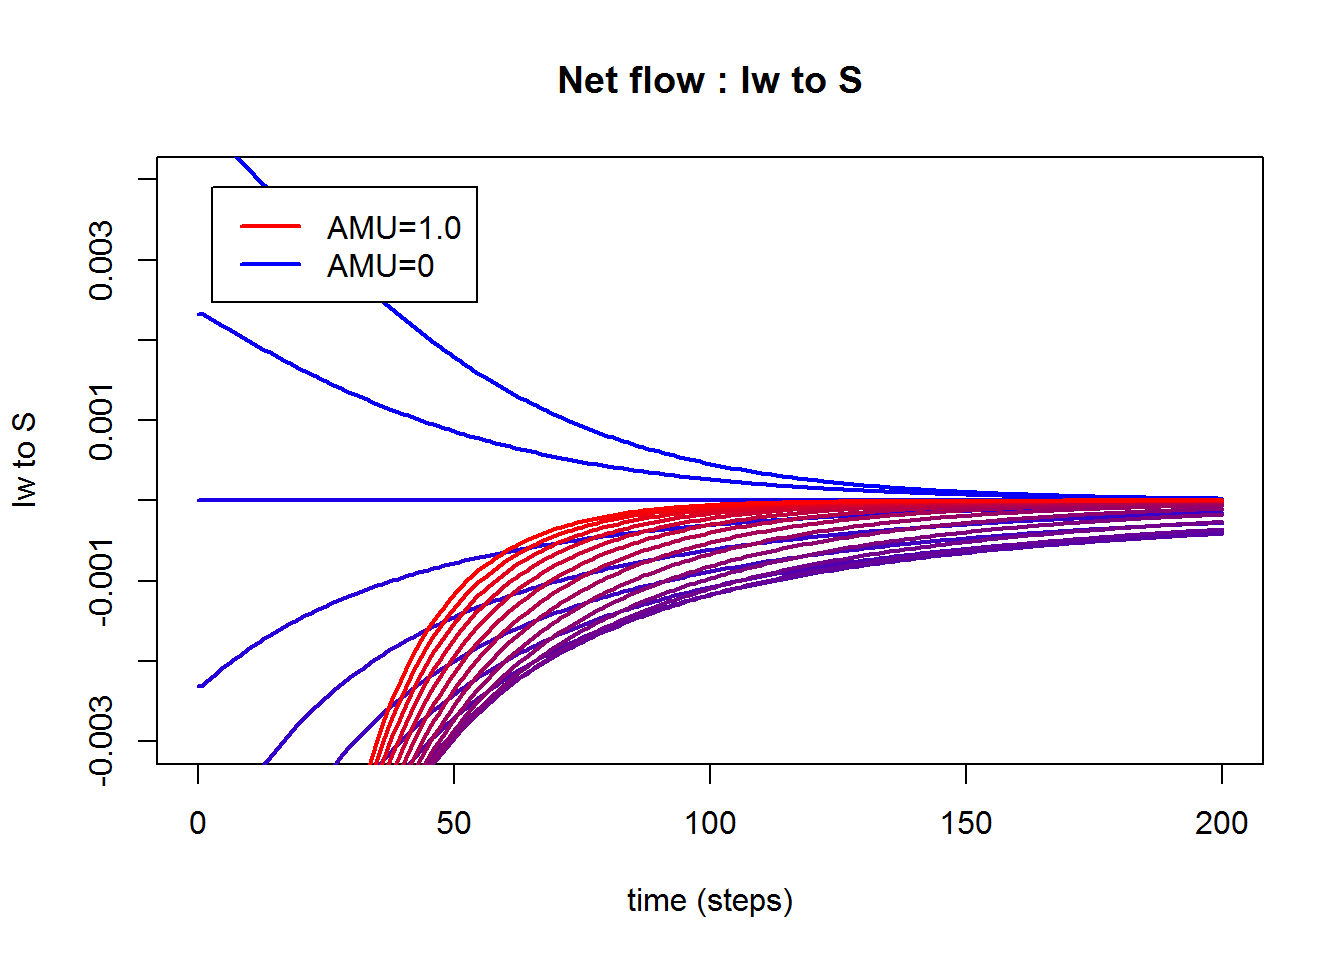 Net flow : Iw to S
AMU=1.0
AMU=0
Iw to S
0.003
0.001
-0.001
-0.003
0 50 100 150 200
time (steps)